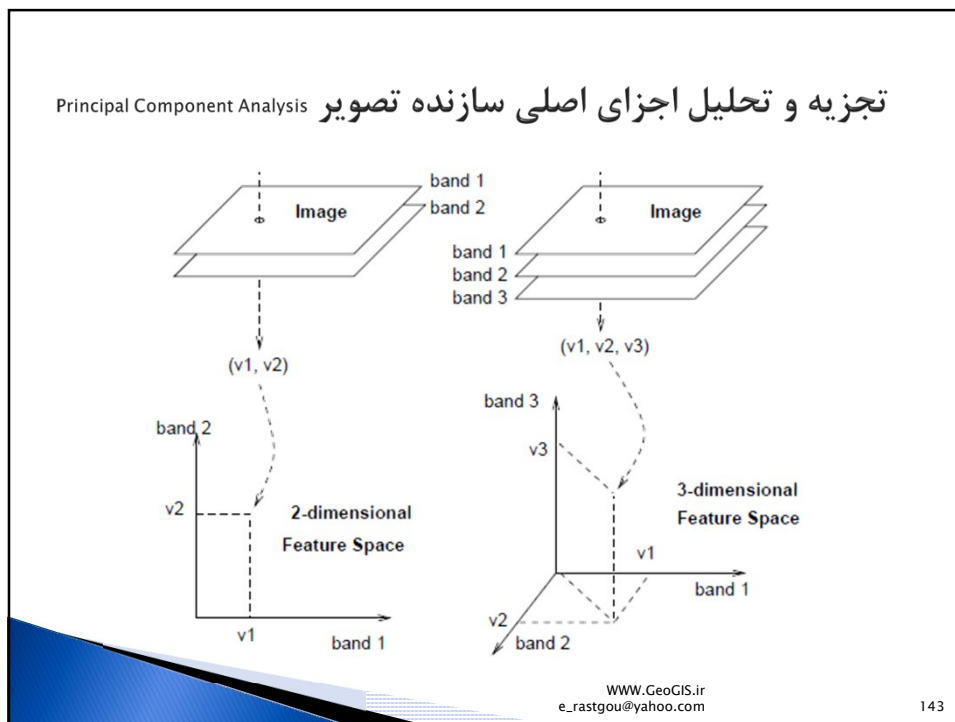 تجزیه و تحلیل اجزای اصلی سازنده تصویر Principal Component Analysis
band 1
Image
band 2
(v1, v2)
band 2
v2
2-dimensional
Feature Space
v1
band 1
Image
band 1
band 2
band 3
(v1, v2, v3)
band 3
v3
3-dimensional
Feature Space
v1
band 1
v2
band 2
WWW.GeoGIS.ir
e_rastgou@yahoo.com
143